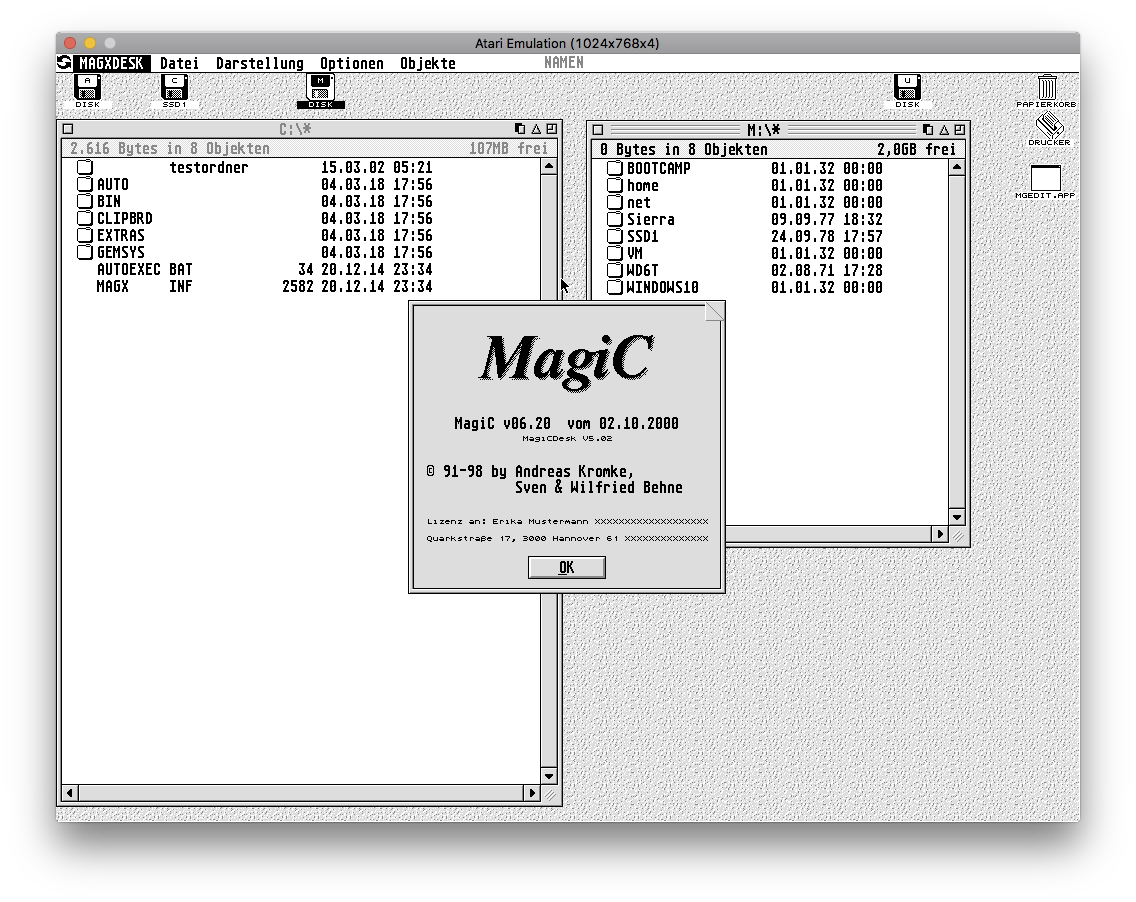 Atari Emulation (1024x768x4)
MAGXDESK Datei Darstellung Optionen Objekte NAMEN
A C M U
DISK SSD1 DISK DISK PAPIERKORB
DRUCKER
MGEDIT.APP
C:\*
2.616 Bytes in 8 Objekten 107MB frei
testordner 15.03.02 05:21
AUTO 04.03.18 17:56
BIN 04.03.18 17:56
CLIPBRD 04.03.18 17:56
EXTRAS 04.03.18 17:56
GEMSYS 04.03.18 17:56
AUTOEXEC BAT 34 20.12.14 23:34
MAGX INF 2582 20.12.14 23:34
M:\*
0 Bytes in 8 Objekten 2,0GB frei
BOOTCAMP 01.01.32 00:00
home 01.01.32 00:00
net 01.01.32 00:00
Sierra 09.09.77 18:32
SSD1 24.09.78 17:57
VM 01.01.32 00:00
WD6T 02.08.71 17:28
WINDOWS10 01.01.32 00:00
MagiC
MagiC v06.20 vom 02.10.2000
MagiCDesk V5.02
© 91-98 by Andreas Kromke,
Sven & Wilfried Behne
Lizenz an: Erika Mustermann XXXXXXXXXXXXXXXXXXX
Quarkstraße 17, 3000 Hannover 61 XXXXXXXXXXXXXX
OK